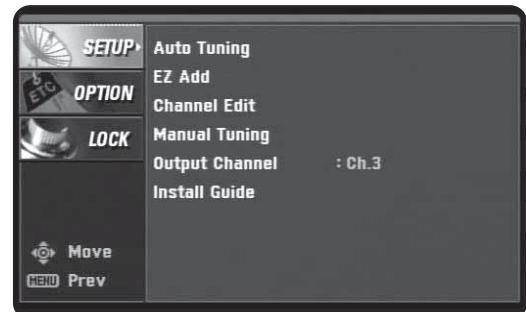 SETUP
ETC OPTION
LOCK
Move
MENU Prev
Auto Tuning
EZ Add
Channel Edit
Manual Tuning
Output Channel : Ch.3
Install Guide